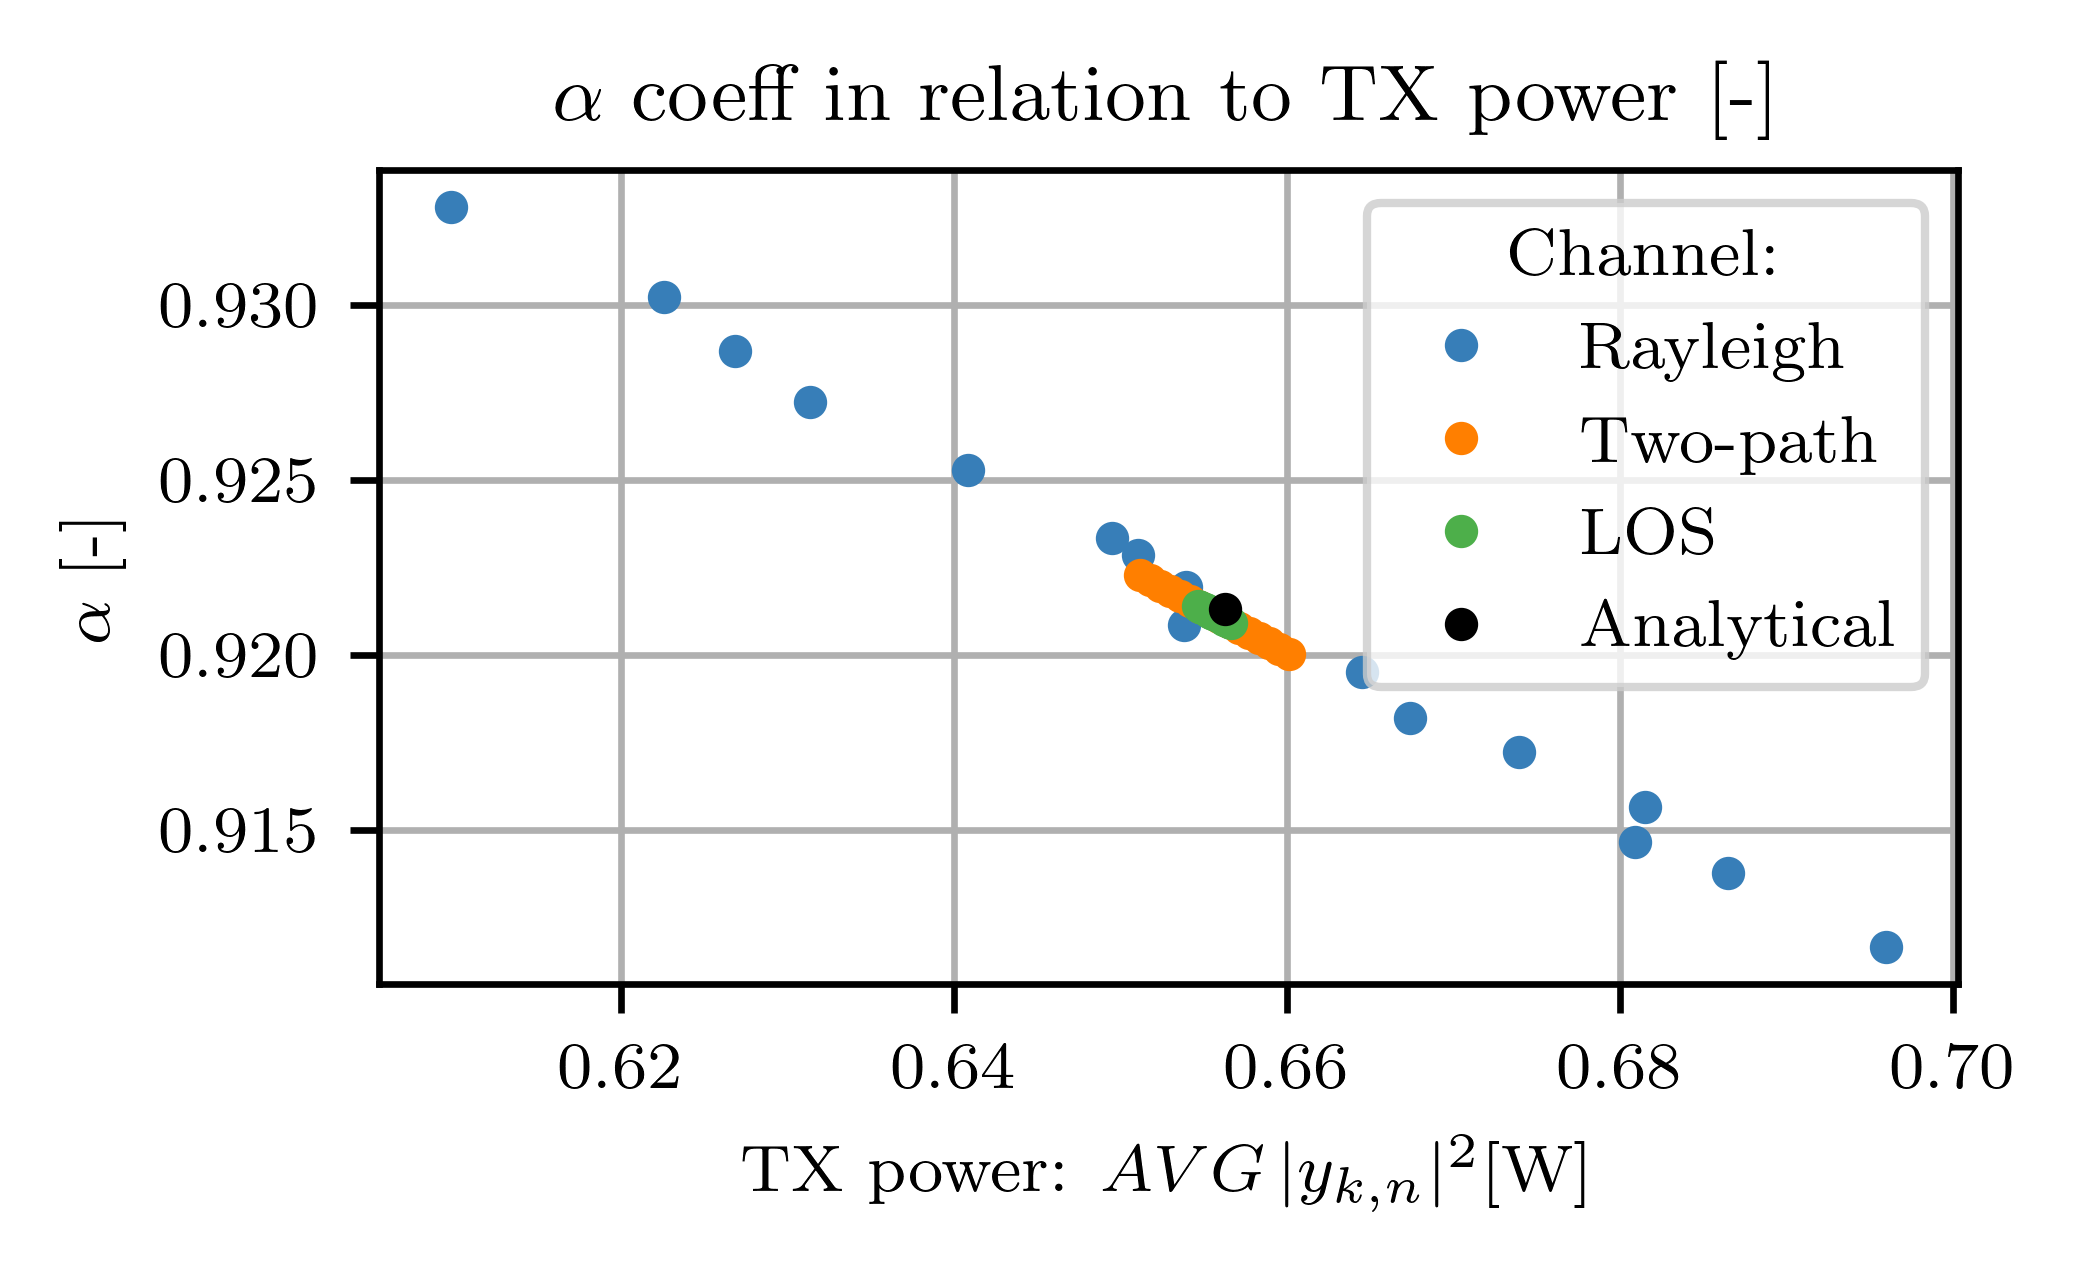 α coeff in relation to TX power [-]
α [-]
0.930
0.925
0.920
0.915
Channel:
Rayleigh
Two-path
LOS
Analytical
0.62 0.64 0.66 0.68 0.70
TX power: AVG |y_{k,n}|²[W]